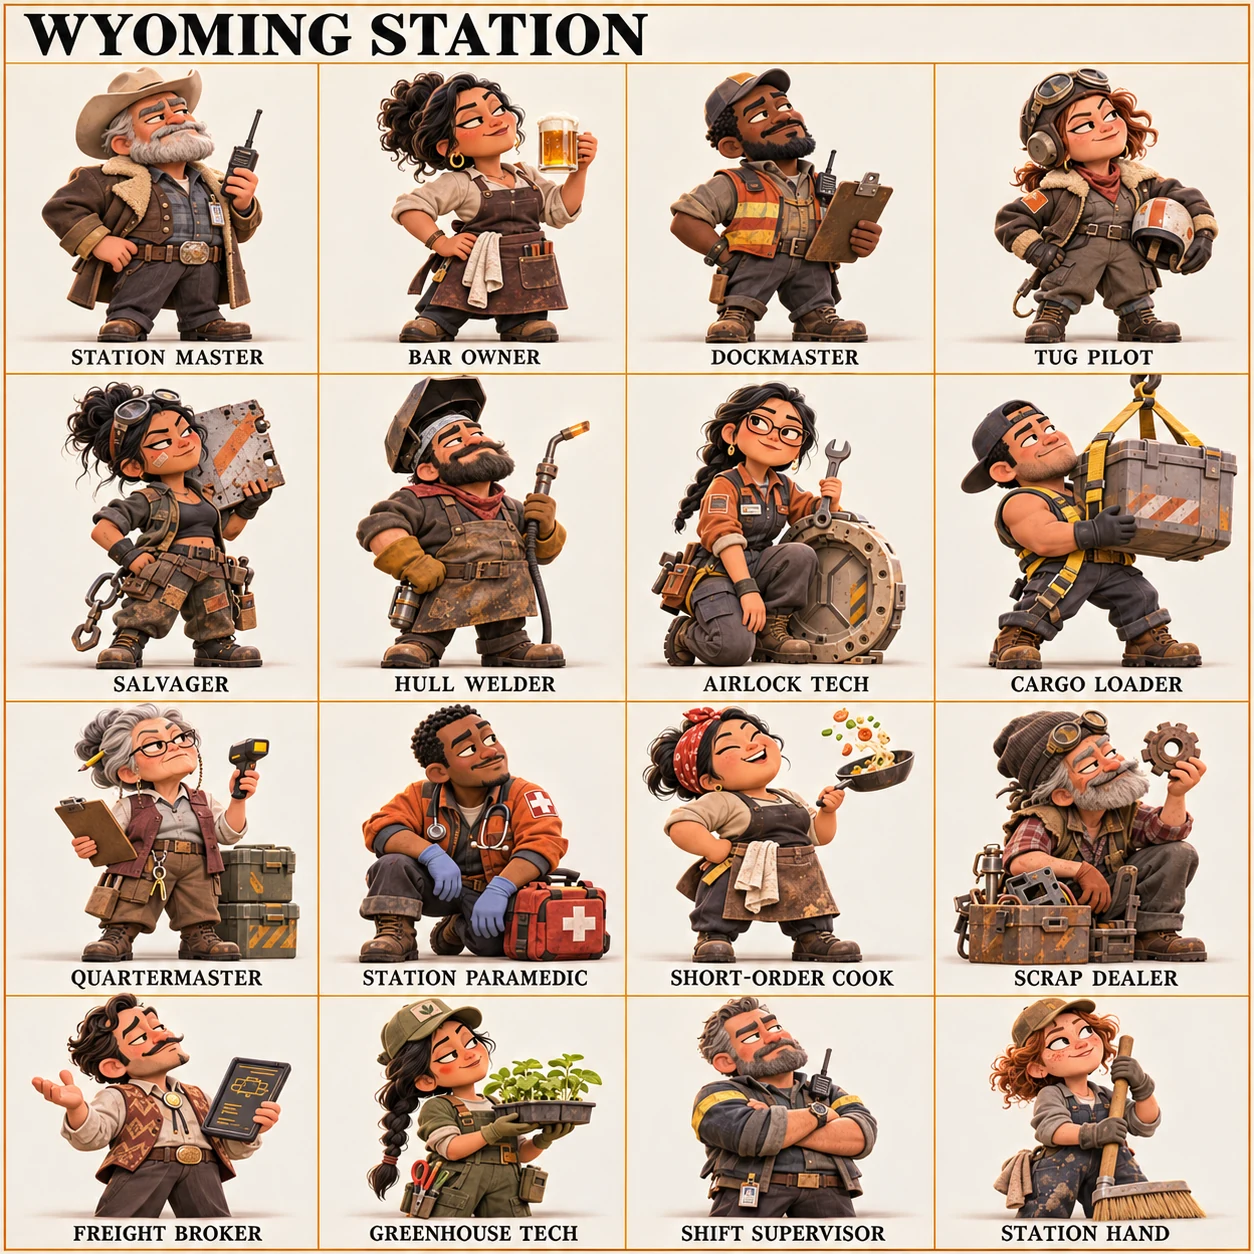 WYOMING STATION
STATION MASTER
BAR OWNER
DOCKMASTER
TUG PILOT
SALVAGER
HULL WELDER
AIRLOCK TECH
CARGO LOADER
QUARTERMASTER
STATION PARAMEDIC
SHORT-ORDER COOK
SCRAP DEALER
FREIGHT BROKER
GREENHOUSE TECH
SHIFT SUPERVISOR
STATION HAND